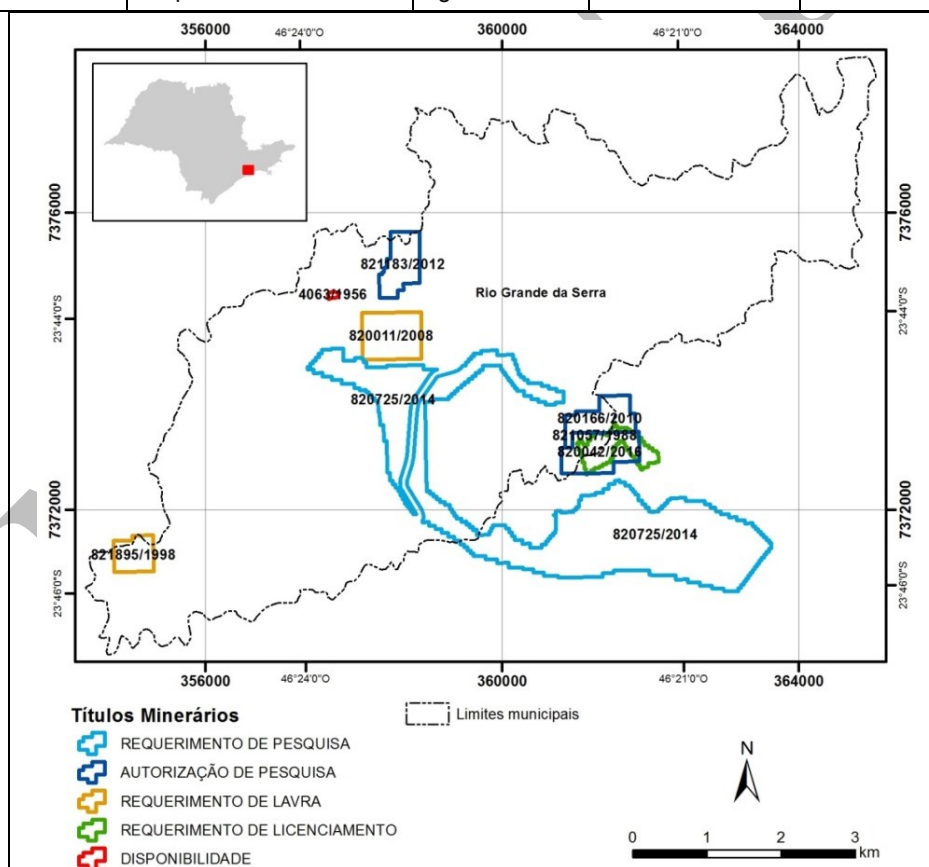 356000 46°24'0"O 360000 46°21'0"O 364000
7376000 7376000
821183/2012
4063/1956
Rio Grande da Serra
23°44'0"S 23°44'0"S
820011/2008
820725/2014
820166/2010
821057/1988
820042/2016
7372000 7372000
820725/2014
821895/1998
23°46'0"S 23°46'0"S
356000 46°24'0"O 360000 46°21'0"O 364000
Títulos Minerários
Limites municipais
REQUERIMENTO DE PESQUISA
AUTORIZAÇÃO DE PESQUISA
REQUERIMENTO DE LAVRA
REQUERIMENTO DE LICENCIAMENTO
DISPONIBILIDADE
N
0 1 2 3
km